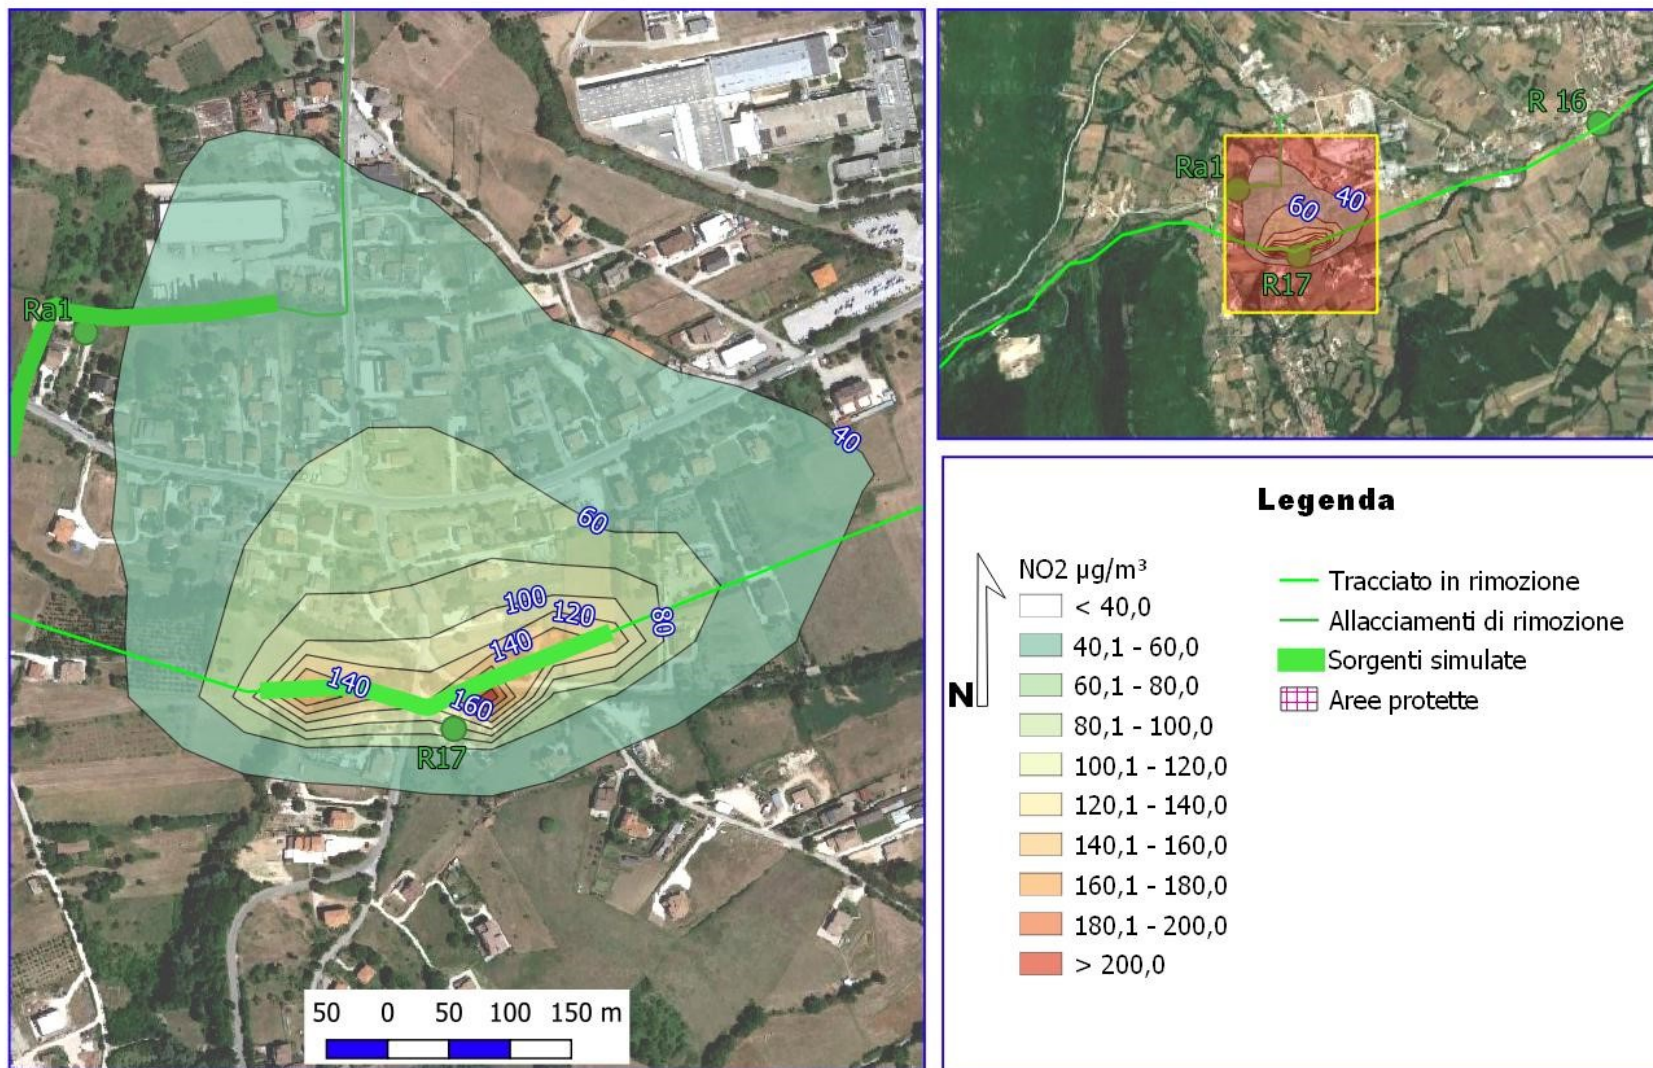 Ra1
40
60
100
120
80
140
140
160
R17
50 0 50 100 150 m
R 16
Ra1
60
40
R17
Legenda
N
NO2 µg/m³
< 40,0
40,1 - 60,0
60,1 - 80,0
80,1 - 100,0
100,1 - 120,0
120,1 - 140,0
140,1 - 160,0
160,1 - 180,0
180,1 - 200,0
> 200,0
Tracciato in rimozione
Allacciamenti di rimozione
Sorgenti simulate
Aree protette